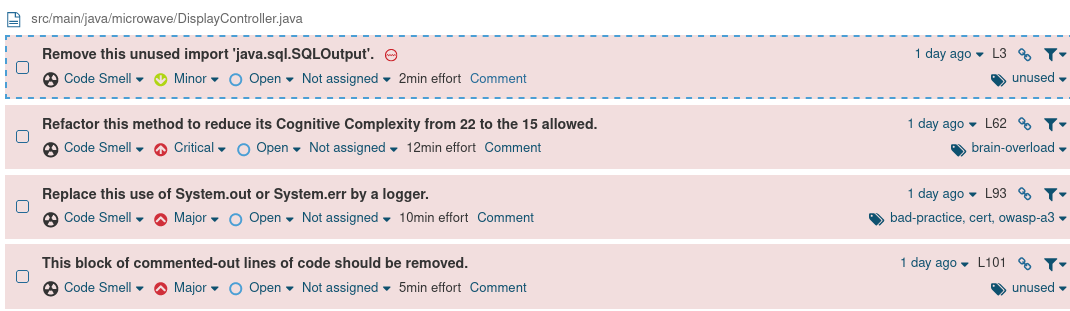 src/main/java/microwave/DisplayController.java
Remove this unused import 'java.sql.SQLOutput'. 1 day ago L3
Code Smell Minor Open Not assigned 2min effort Comment unused
Refactor this method to reduce its Cognitive Complexity from 22 to the 15 allowed. 1 day ago L62
Code Smell Critical Open Not assigned 12min effort Comment brain-overload
Replace this use of System.out or System.err by a logger. 1 day ago L93
Code Smell Major Open Not assigned 10min effort Comment bad-practice, cert, owasp-a3
This block of commented-out lines of code should be removed. 1 day ago L101
Code Smell Major Open Not assigned 5min effort Comment unused